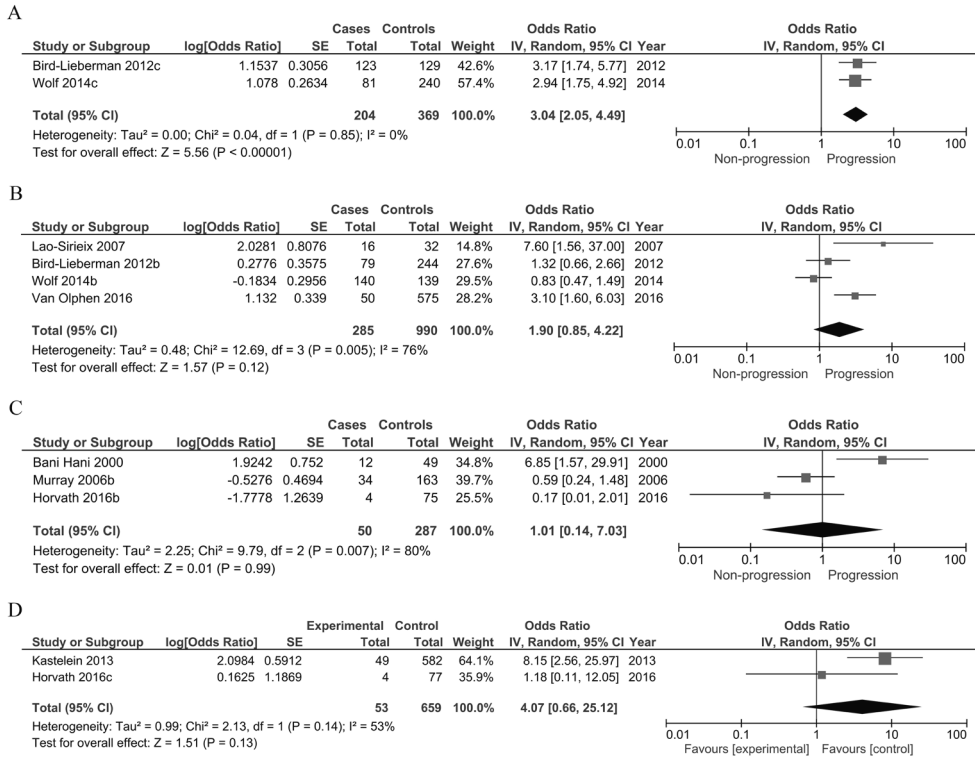 A
Cases Controls Odds Ratio Odds Ratio
Study or Subgroup log[Odds Ratio] SE Total Total Weight IV, Random, 95% CI Year IV, Random, 95% CI
Bird-Lieberman 2012c 1.1537 0.3056 123 129 42.6% 3.17 [1.74, 5.77] 2012
Wolf 2014c 1.078 0.2634 81 240 57.4% 2.94 [1.75, 4.92] 2014
Total (95% CI) 204 369 100.0% 3.04 [2.05, 4.49]
Heterogeneity: Tau² = 0.00; Chi² = 0.04, df = 1 (P = 0.85); I² = 0%
Test for overall effect: Z = 5.56 (P < 0.00001)
0.01 0.1 1 10 100
Non-progression Progression
B
Cases Controls Odds Ratio Odds Ratio
Study or Subgroup log[Odds Ratio] SE Total Total Weight IV, Random, 95% CI Year IV, Random, 95% CI
Lao-Sirieix 2007 2.0281 0.8076 16 32 14.8% 7.60 [1.56, 37.00] 2007
Bird-Lieberman 2012b 0.2776 0.3575 79 244 27.6% 1.32 [0.66, 2.66] 2012
Wolf 2014b -0.1834 0.2956 140 139 29.5% 0.83 [0.47, 1.49] 2014
Van Olphen 2016 1.132 0.339 50 575 28.2% 3.10 [1.60, 6.03] 2016
Total (95% CI) 285 990 100.0% 1.90 [0.85, 4.22]
Heterogeneity: Tau² = 0.48; Chi² = 12.69, df = 3 (P = 0.005); I² = 76%
Test for overall effect: Z = 1.57 (P = 0.12)
0.01 0.1 1 10 100
Non-progression Progression
C
Cases Controls Odds Ratio Odds Ratio
Study or Subgroup log[Odds Ratio] SE Total Total Weight IV, Random, 95% CI Year IV, Random, 95% CI
Bani Hani 2000 1.9242 0.752 12 49 34.8% 6.85 [1.57, 29.91] 2000
Murray 2006b -0.5276 0.4694 34 163 39.7% 0.59 [0.24, 1.48] 2006
Horvath 2016b -1.7778 1.2639 4 75 25.5% 0.17 [0.01, 2.01] 2016
Total (95% CI) 50 287 100.0% 1.01 [0.14, 7.03]
Heterogeneity: Tau² = 2.25; Chi² = 9.79, df = 2 (P = 0.007); I² = 80%
Test for overall effect: Z = 0.01 (P = 0.99)
0.01 0.1 1 10 100
Non-progression Progression
D
Experimental Control Odds Ratio Odds Ratio
Study or Subgroup log[Odds Ratio] SE Total Total Weight IV, Random, 95% CI Year IV, Random, 95% CI
Kastelein 2013 2.0984 0.5912 49 582 64.1% 8.15 [2.56, 25.97] 2013
Horvath 2016c 0.1625 1.1869 4 77 35.9% 1.18 [0.11, 12.05] 2016
Total (95% CI) 53 659 100.0% 4.07 [0.66, 25.12]
Heterogeneity: Tau² = 0.99; Chi² = 2.13, df = 1 (P = 0.14); I² = 53%
Test for overall effect: Z = 1.51 (P = 0.13)
0.01 0.1 1 10 100
Favours [experimental] Favours [control]